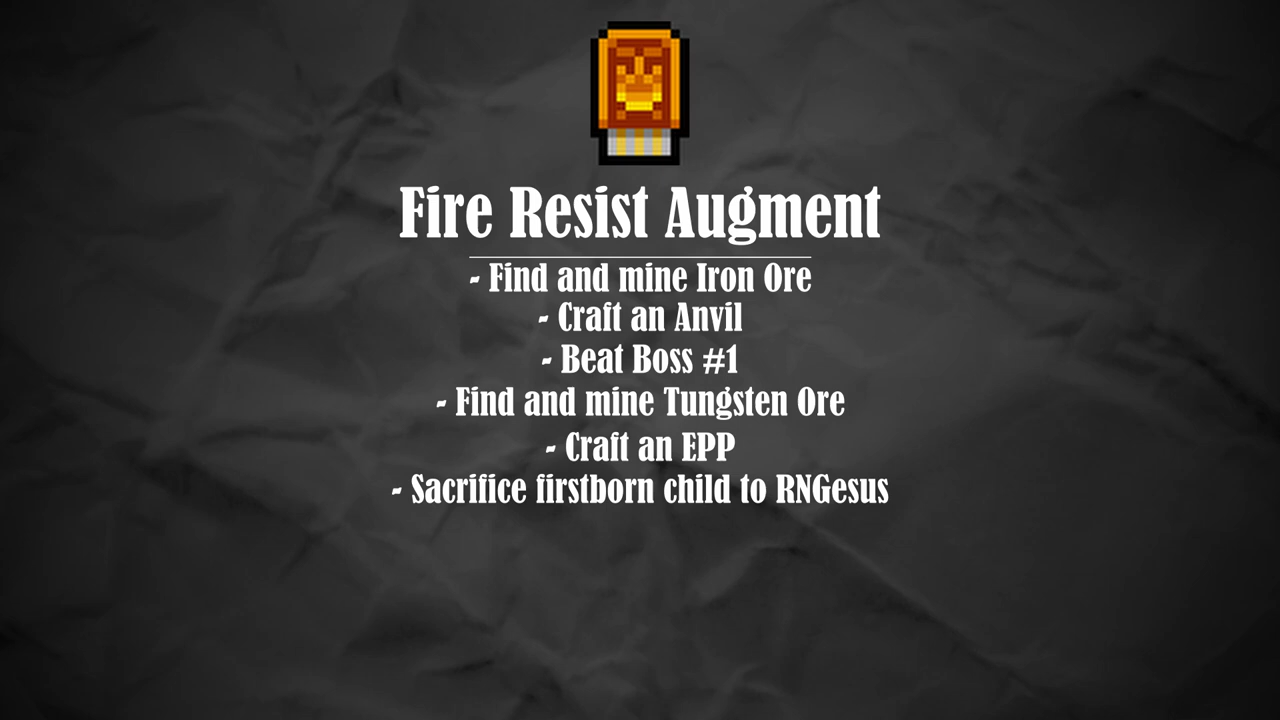 Fire Resist Augment
- Find and mine Iron Ore
- Craft an Anvil
- Beat Boss #1
- Find and mine Tungsten Ore
- Craft an EPP
- Sacrifice firstborn child to RNGesus